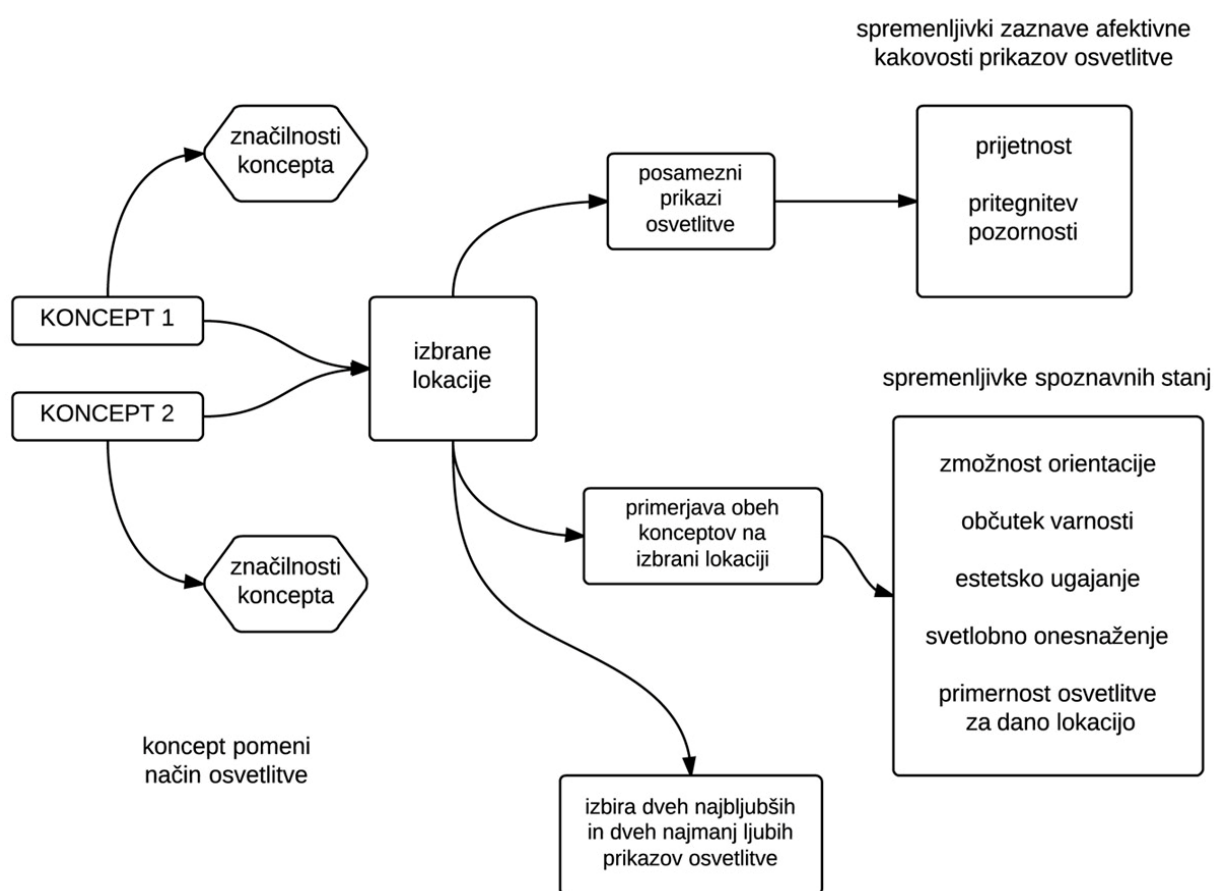 spremenljivki zaznave afektivne
kakovosti prikazov osvetlitve
značilnosti
koncepta
posamezni
prikazi
osvetlitve
prijetnost
pritegnitev
pozornosti
KONCEPT 1
izbrane
lokacije
KONCEPT 2
spremenljivke spoznavnih stanj
primerjava obeh
konceptov na
izbrani lokaciji
zmožnost orientacije
občutek varnosti
estetsko ugajanje
svetlobno onesnaženje
primernost osvetlitve
za dano lokacijo
značilnosti
koncepta
koncept pomeni
način osvetlitve
izbira dveh najbljubših
in dveh najmanj ljubih
prikazov osvetlitve